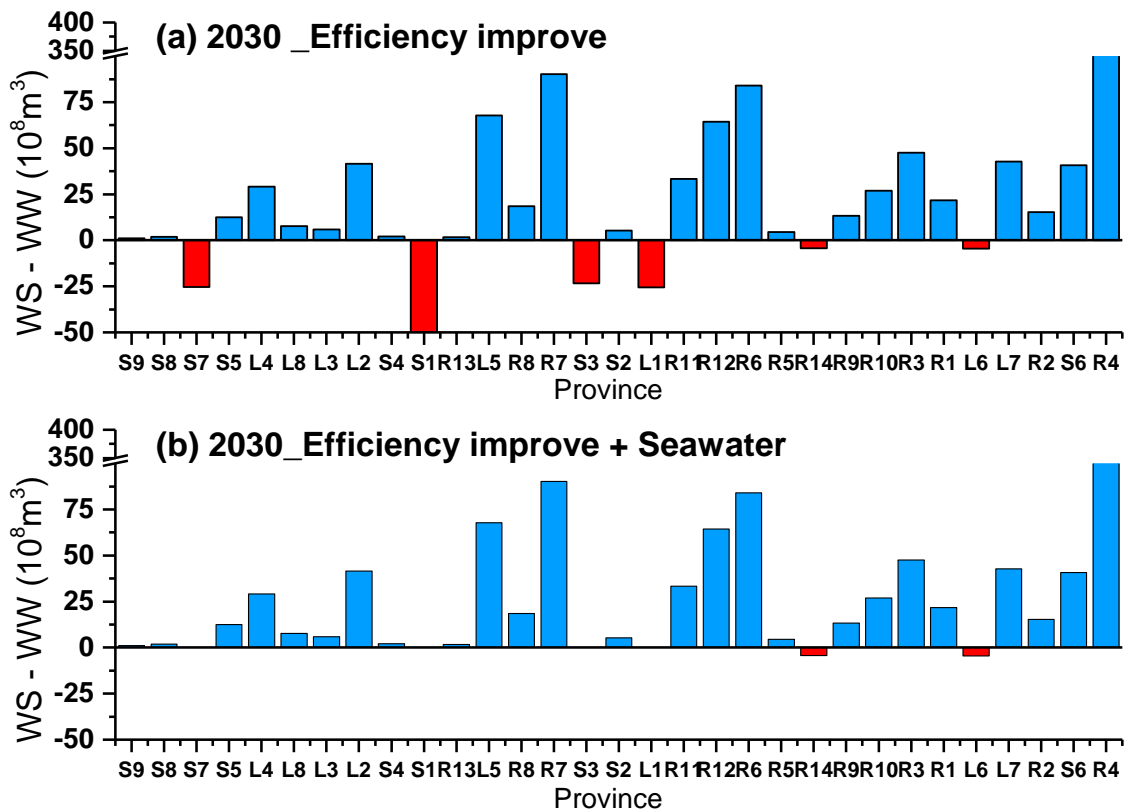 (a) 2030 _Efficiency improve
400
350
75
50
25
0
-25
-50
WS - WW (10⁸m³)
S9 S8 S7 S5 L4 L8 L3 L2 S4 S1 R13 L5 R8 R7 S3 S2 L1 R11 R12 R6 R5 R14 R9 R10 R3 R1 L6 L7 R2 S6 R4
Province
(b) 2030_Efficiency improve + Seawater
400
350
75
50
25
0
-25
-50
WS - WW (10⁸m³)
S9 S8 S7 S5 L4 L8 L3 L2 S4 S1 R13 L5 R8 R7 S3 S2 L1 R11 R12 R6 R5 R14 R9 R10 R3 R1 L6 L7 R2 S6 R4
Province